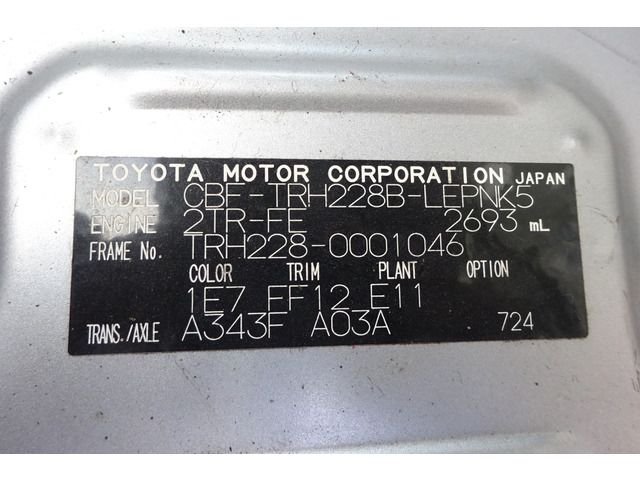 TOYOTA MOTOR CORPORATION JAPAN
MODEL CBF-TRH228B-LEPNK5
ENGINE 2TR-FE 2693 mL
FRAME No. TRH228-0001046
COLOR TRIM PLANT OPTION
1E7 FF12 E11
TRANS./AXLE A343F A03A 724